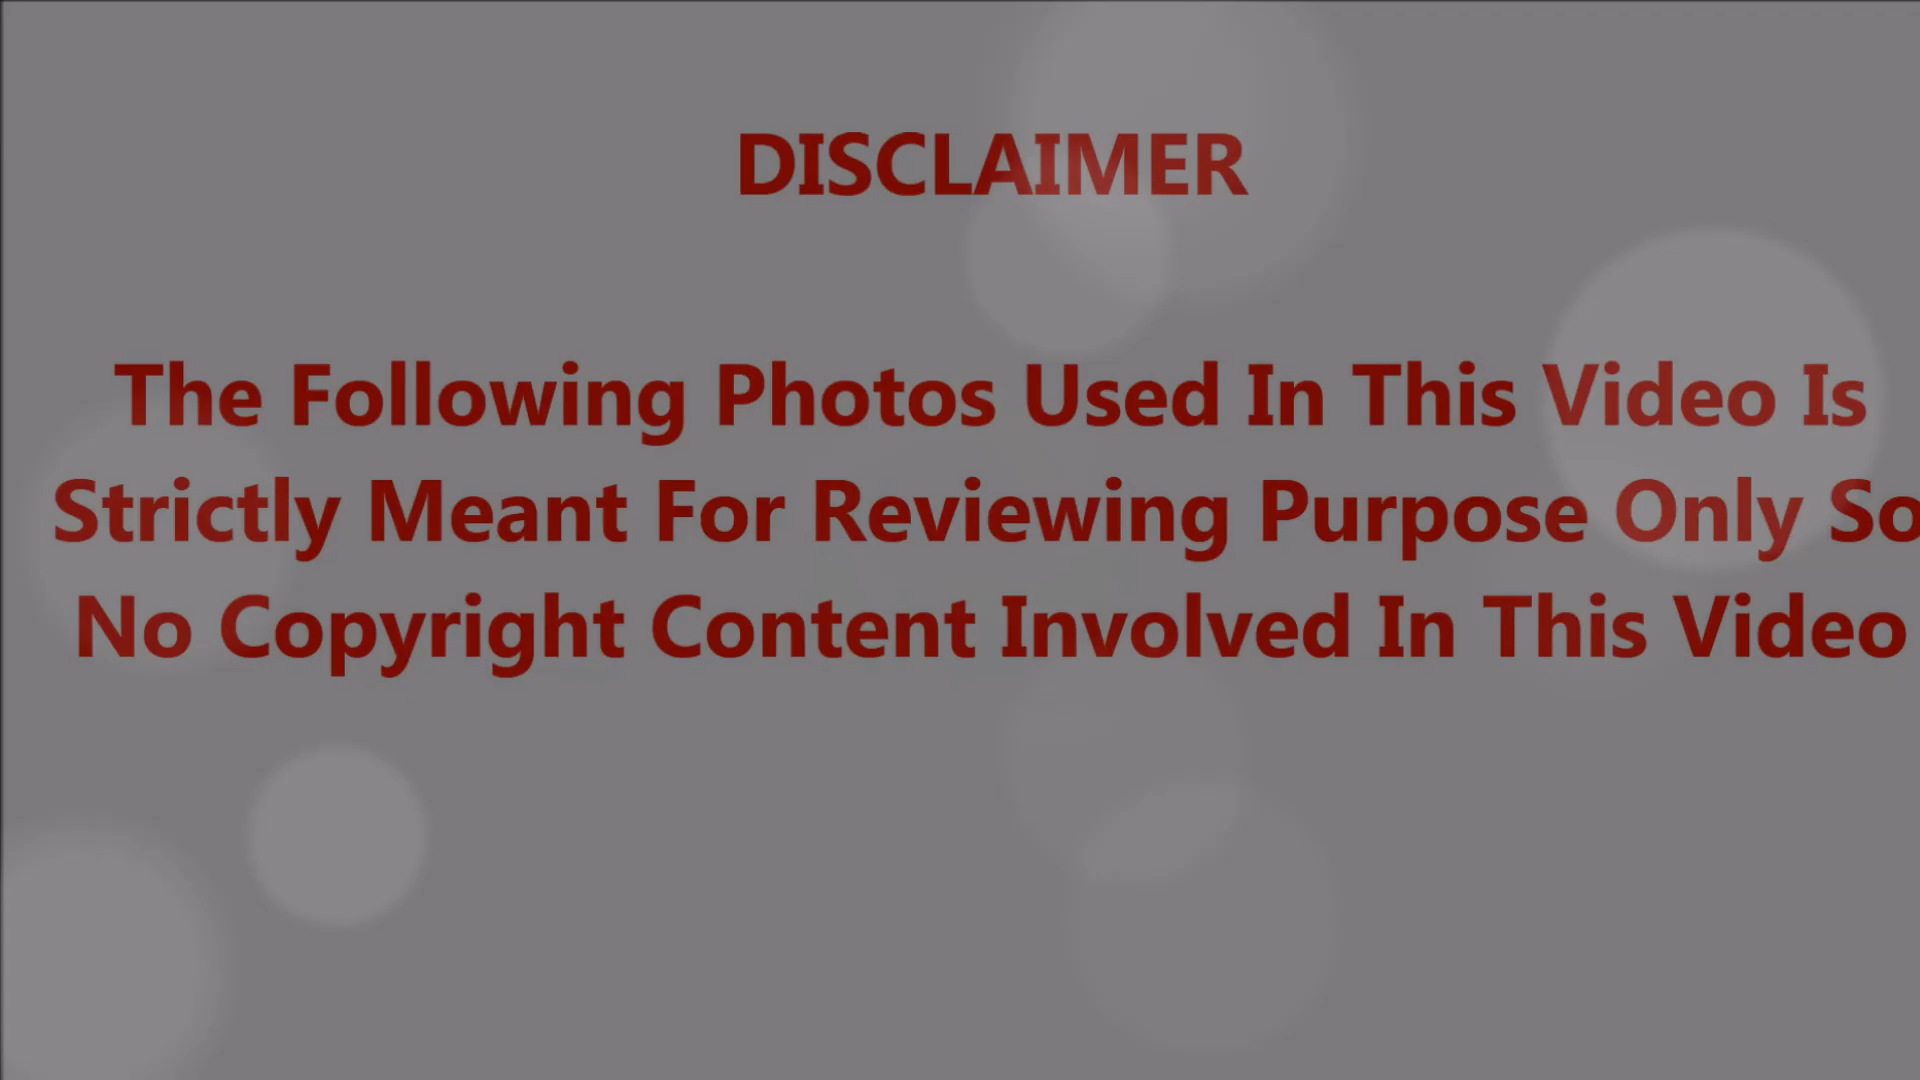 DISCLAIMER
The Following Photos Used In This Video Is
Strictly Meant For Reviewing Purpose Only So
No Copyright Content Involved In This Video